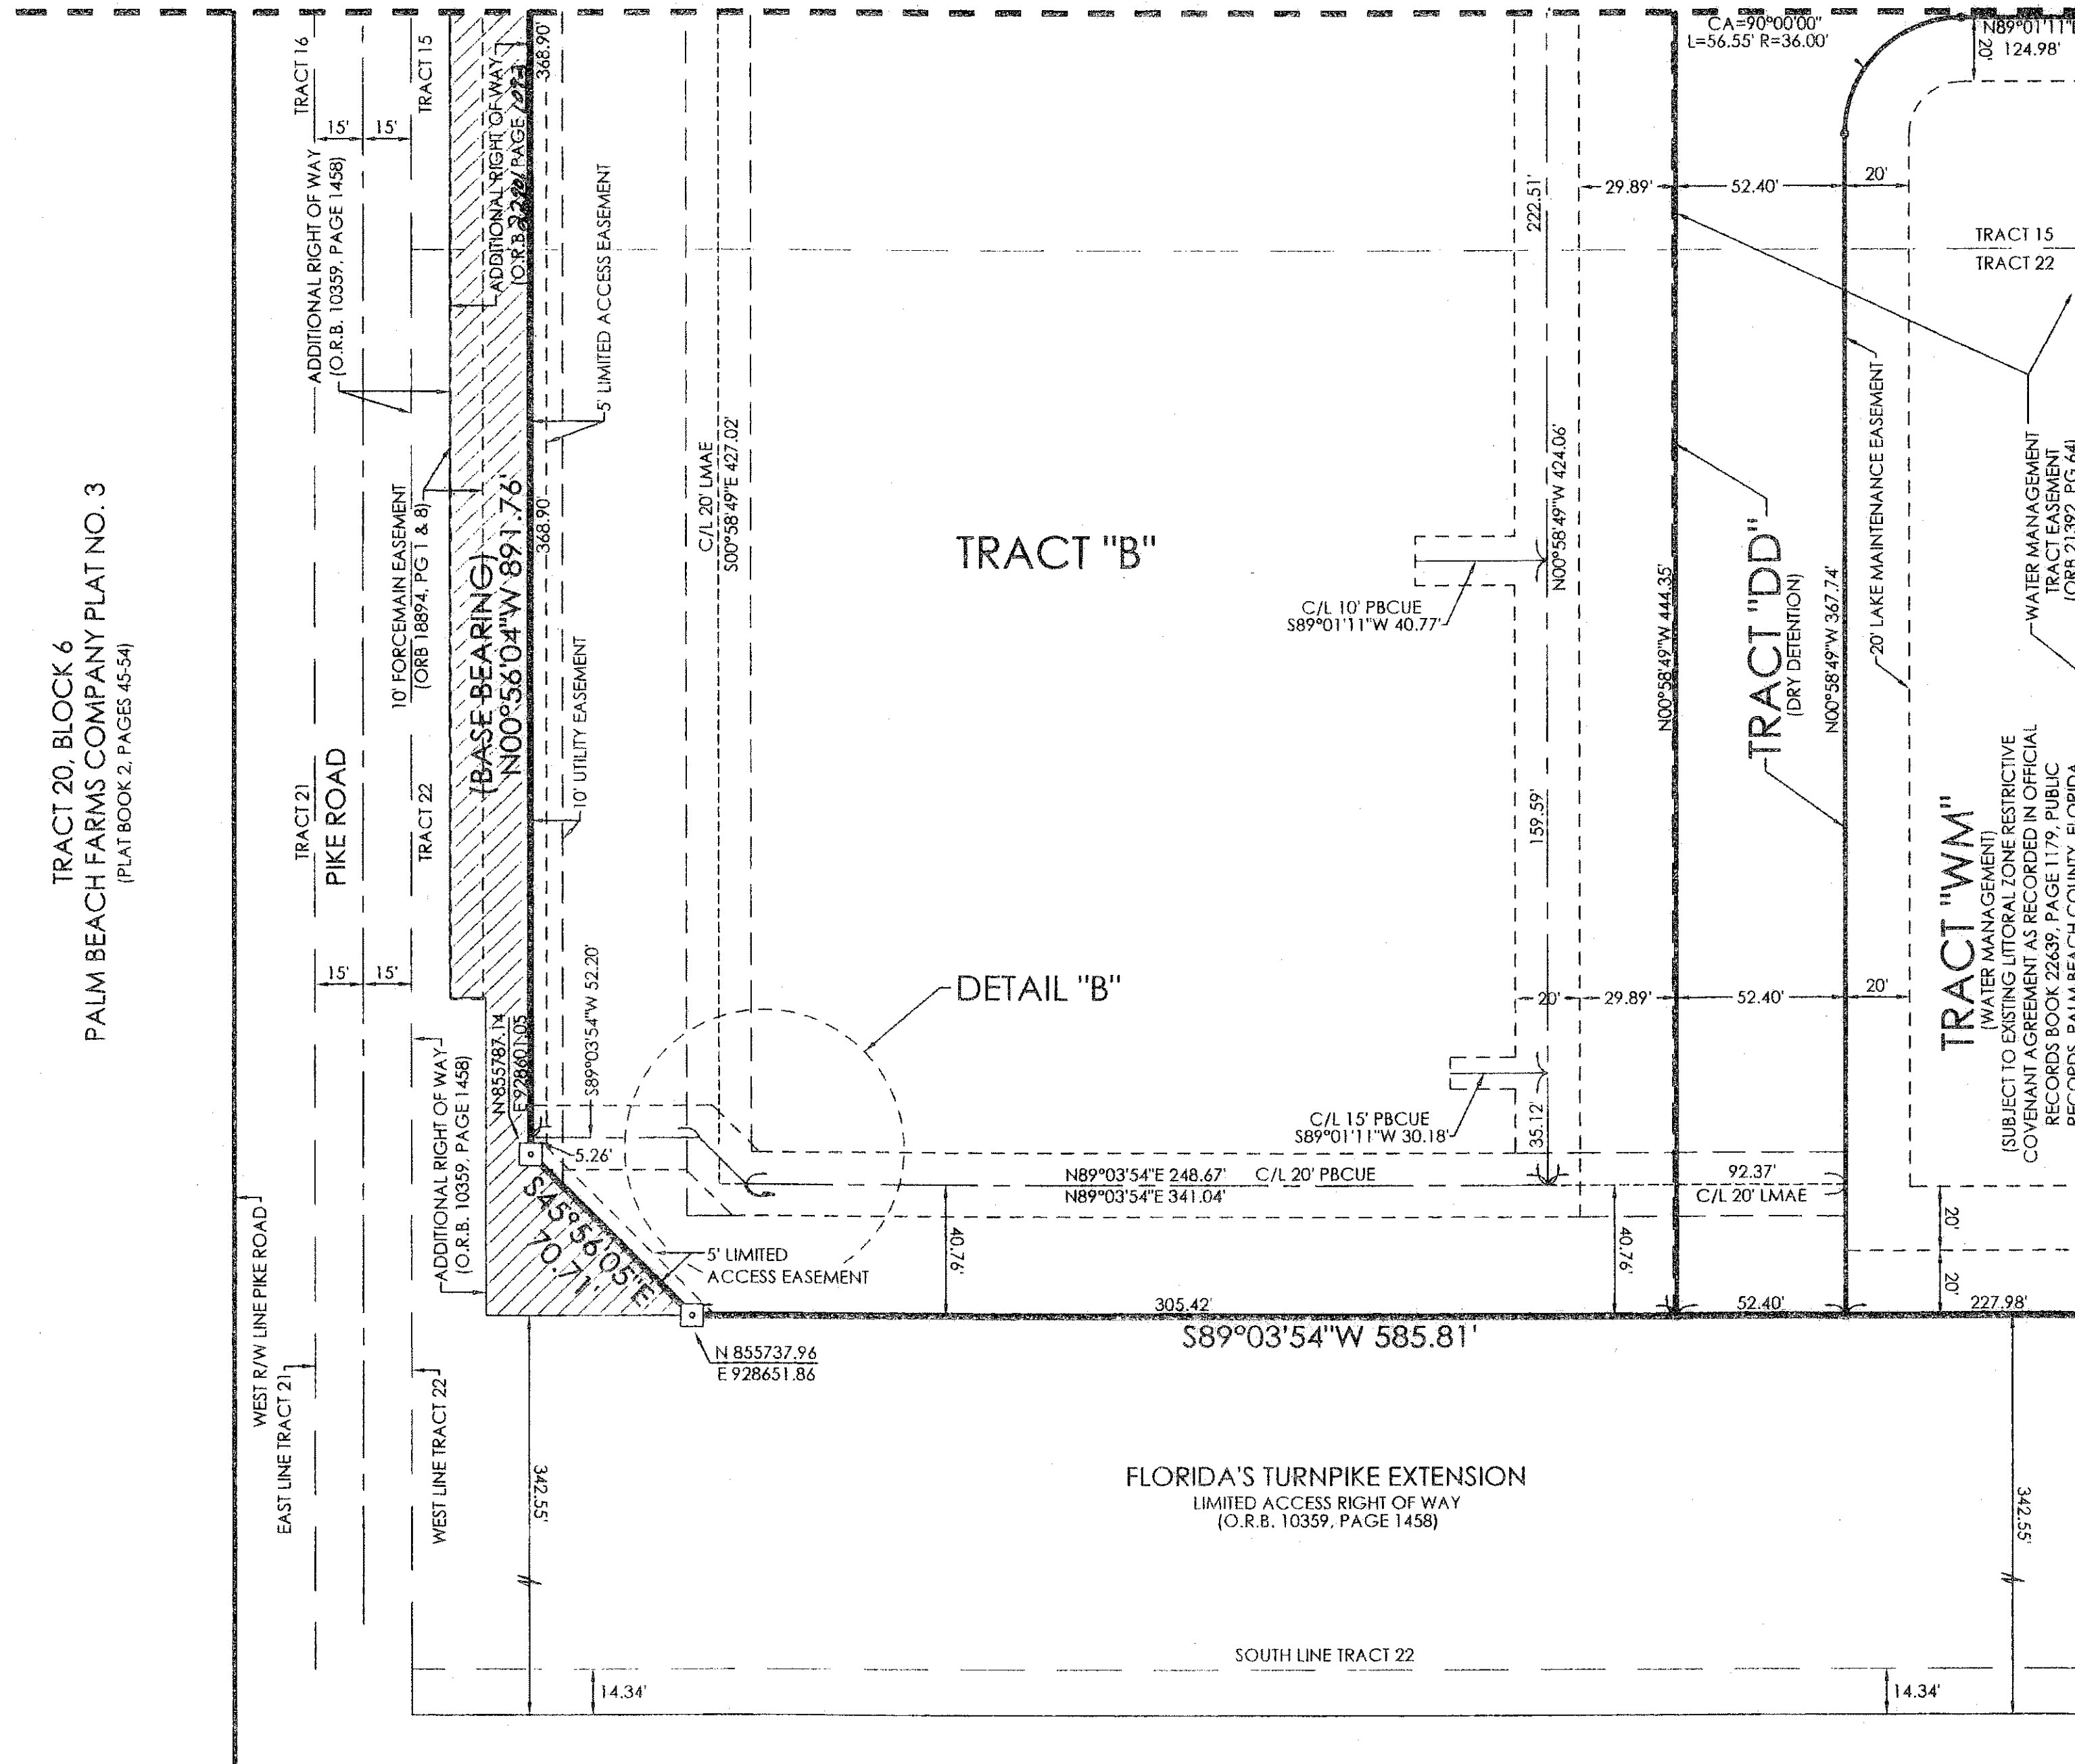 CA=90°00'00"
L=56.55' R=36.00'
N89°01'11"E
124.98'
20'
TRACT 16
TRACT 15
15'
15'
ADDITIONAL RIGHT OF WAY
(O.R.B. 10359, PAGE 1458)
ADDITIONAL RIGHT OF WAY
(O.R.B. PAGE
368.90'
5' LIMITED ACCESS EASEMENT
222.51'
29.89'
52.40'
20'
TRACT 15
TRACT 22
10' FORCEMAIN EASEMENT
(ORB 18894, PG 1 & 8)
(BASE BEARING)
N00°56'04"W 891.76'
368.90'
C/L 20' LMAE
S00°58'49"E 427.02'
TRACT "B"
C/L 10' PBCUE
S89°01'11"W 40.77'
N00°58'49"W 424.06'
N00°58'49"W 444.35'
TRACT "DD"
(DRY DETENTION)
N00°58'49"W 367.74'
20' LAKE MAINTENANCE EASEMENT
WATER MANAGEMENT
TRACT EASEMENT
(ORB 21392, PG 64)
TRACT 20, BLOCK 6
PALM BEACH FARMS COMPANY PLAT NO. 3
(PLAT BOOK 2, PAGES 45-54)
TRACT 21
PIKE ROAD
TRACT 22
10' UTILITY EASEMENT
159.59'
TRACT "WM"
(WATER MANAGEMENT)
(SUBJECT TO EXISTING LITTORAL ZONE RESTRICTIVE
COVENANT AGREEMENT AS RECORDED IN OFFICIAL
RECORDS BOOK 22639, PAGE 1179, PUBLIC
RECORDS, PALM BEACH COUNTY, FLORIDA
15'
15'
DETAIL "B"
20'
29.89'
52.40'
20'
N 855787.14
E 928601.05
S89°03'54"W 52.20'
ADDITIONAL RIGHT OF WAY
(O.R.B. 10359, PAGE 1458)
5.26'
C/L 15' PBCUE
S89°01'11"W 30.18'
35.12'
N89°03'54"E 248.67'
C/L 20' PBCUE
N89°03'54"E 341.04'
92.37'
C/L 20' LMAE
S45°56'05"E
70.71'
5' LIMITED
ACCESS EASEMENT
40.76'
40.76'
20'
20'
305.42'
52.40'
227.98'
S89°03'54"W 585.81'
N 855737.96
E 928651.86
WEST R/W LINE PIKE ROAD
EAST LINE TRACT 21
WEST LINE TRACT 22
342.55'
FLORIDA'S TURNPIKE EXTENSION
LIMITED ACCESS RIGHT OF WAY
(O.R.B. 10359, PAGE 1458)
342.55'
SOUTH LINE TRACT 22
14.34'
14.34'